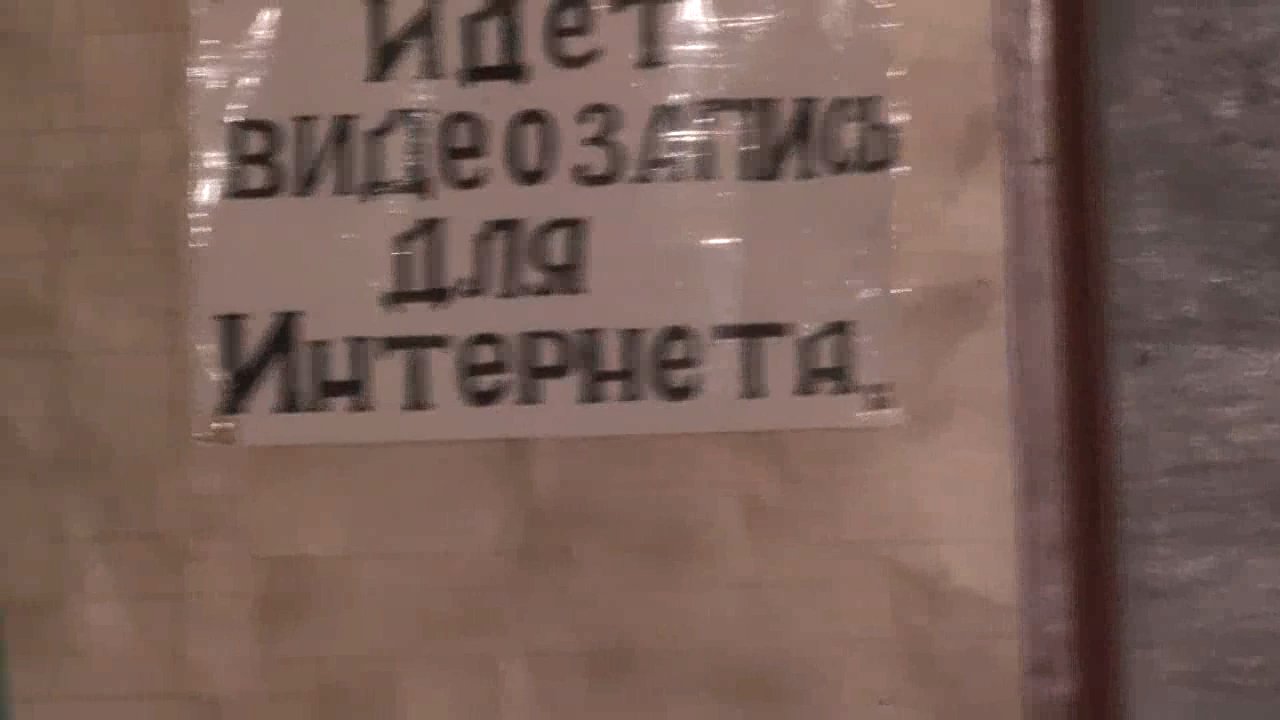 Идет
видеозапись
для
Интернета.